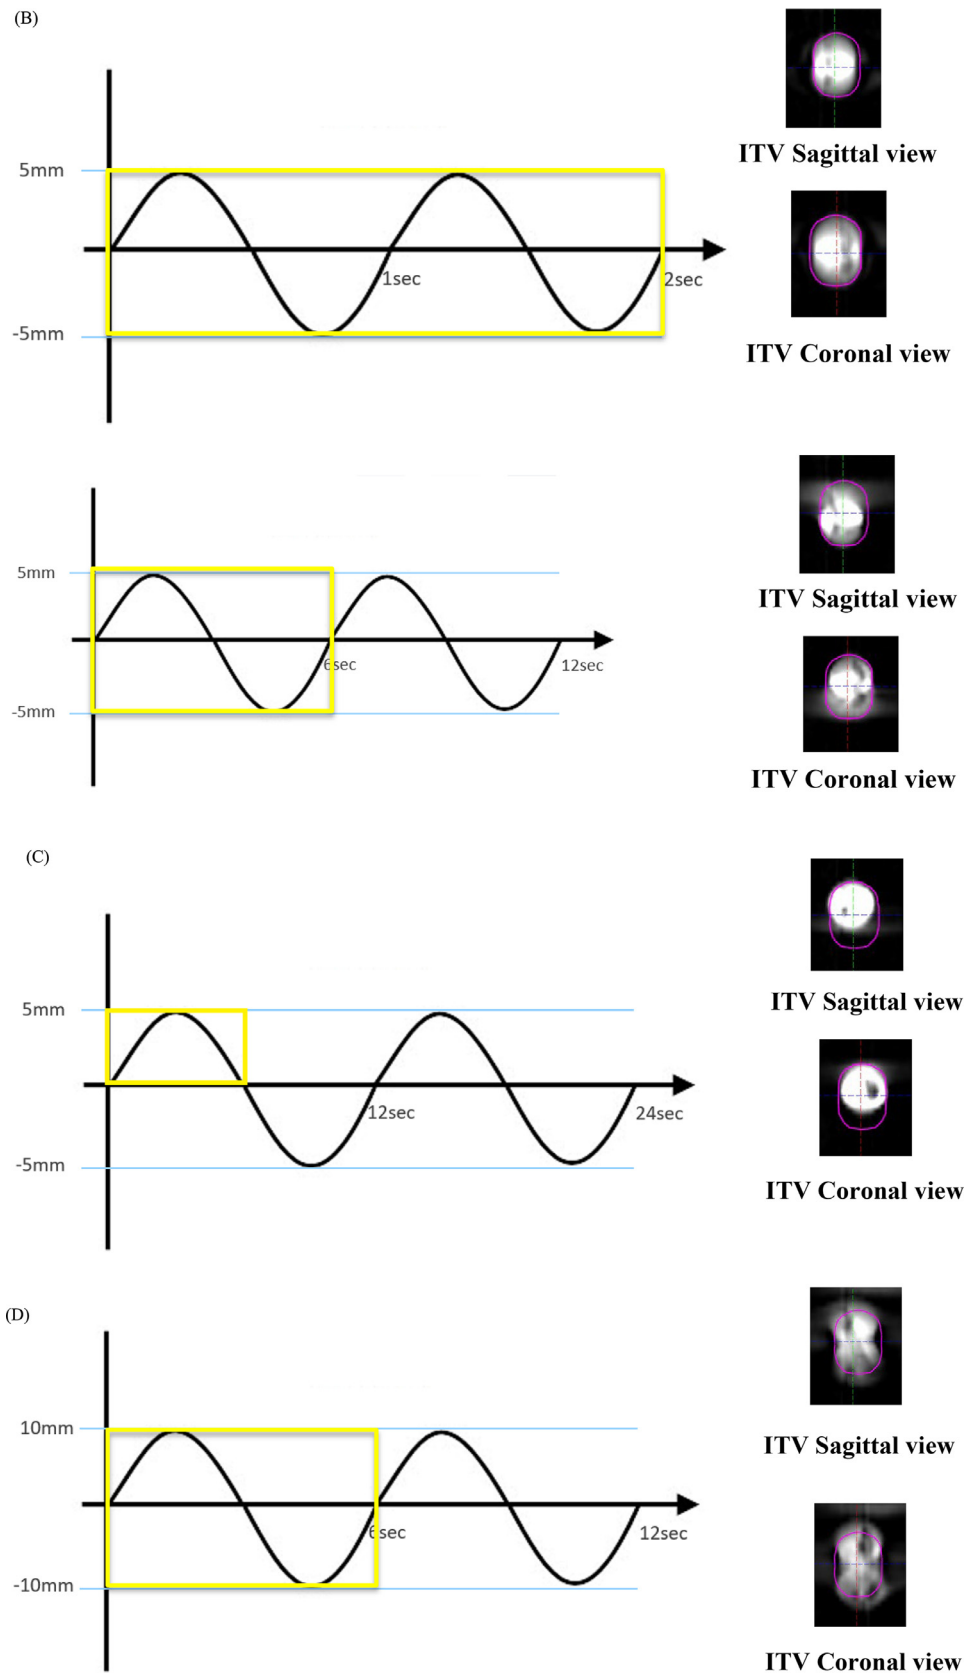 (B)
ITV Sagittal view
5mm
1sec
2sec
-5mm
ITV Coronal view
5mm
ITV Sagittal view
6sec
12sec
-5mm
ITV Coronal view
(C)
ITV Sagittal view
5mm
12sec
24sec
-5mm
ITV Coronal view
(D)
10mm
ITV Sagittal view
6sec
12sec
-10mm
ITV Coronal view